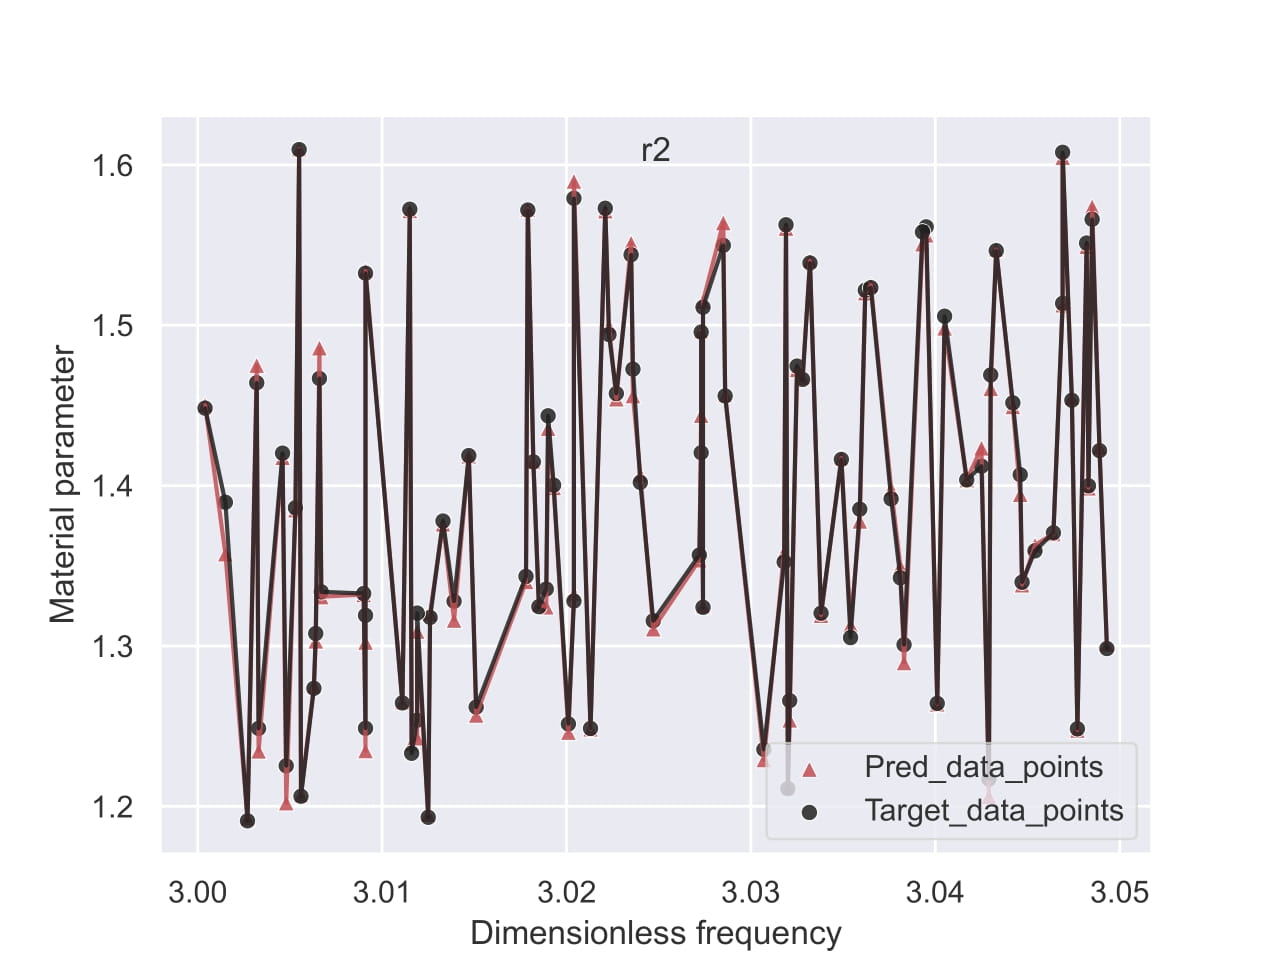 r2
1.6
1.5
1.4
1.3
1.2
Material parameter
Pred_data_points
Target_data_points
3.00 3.01 3.02 3.03 3.04 3.05
Dimensionless frequency